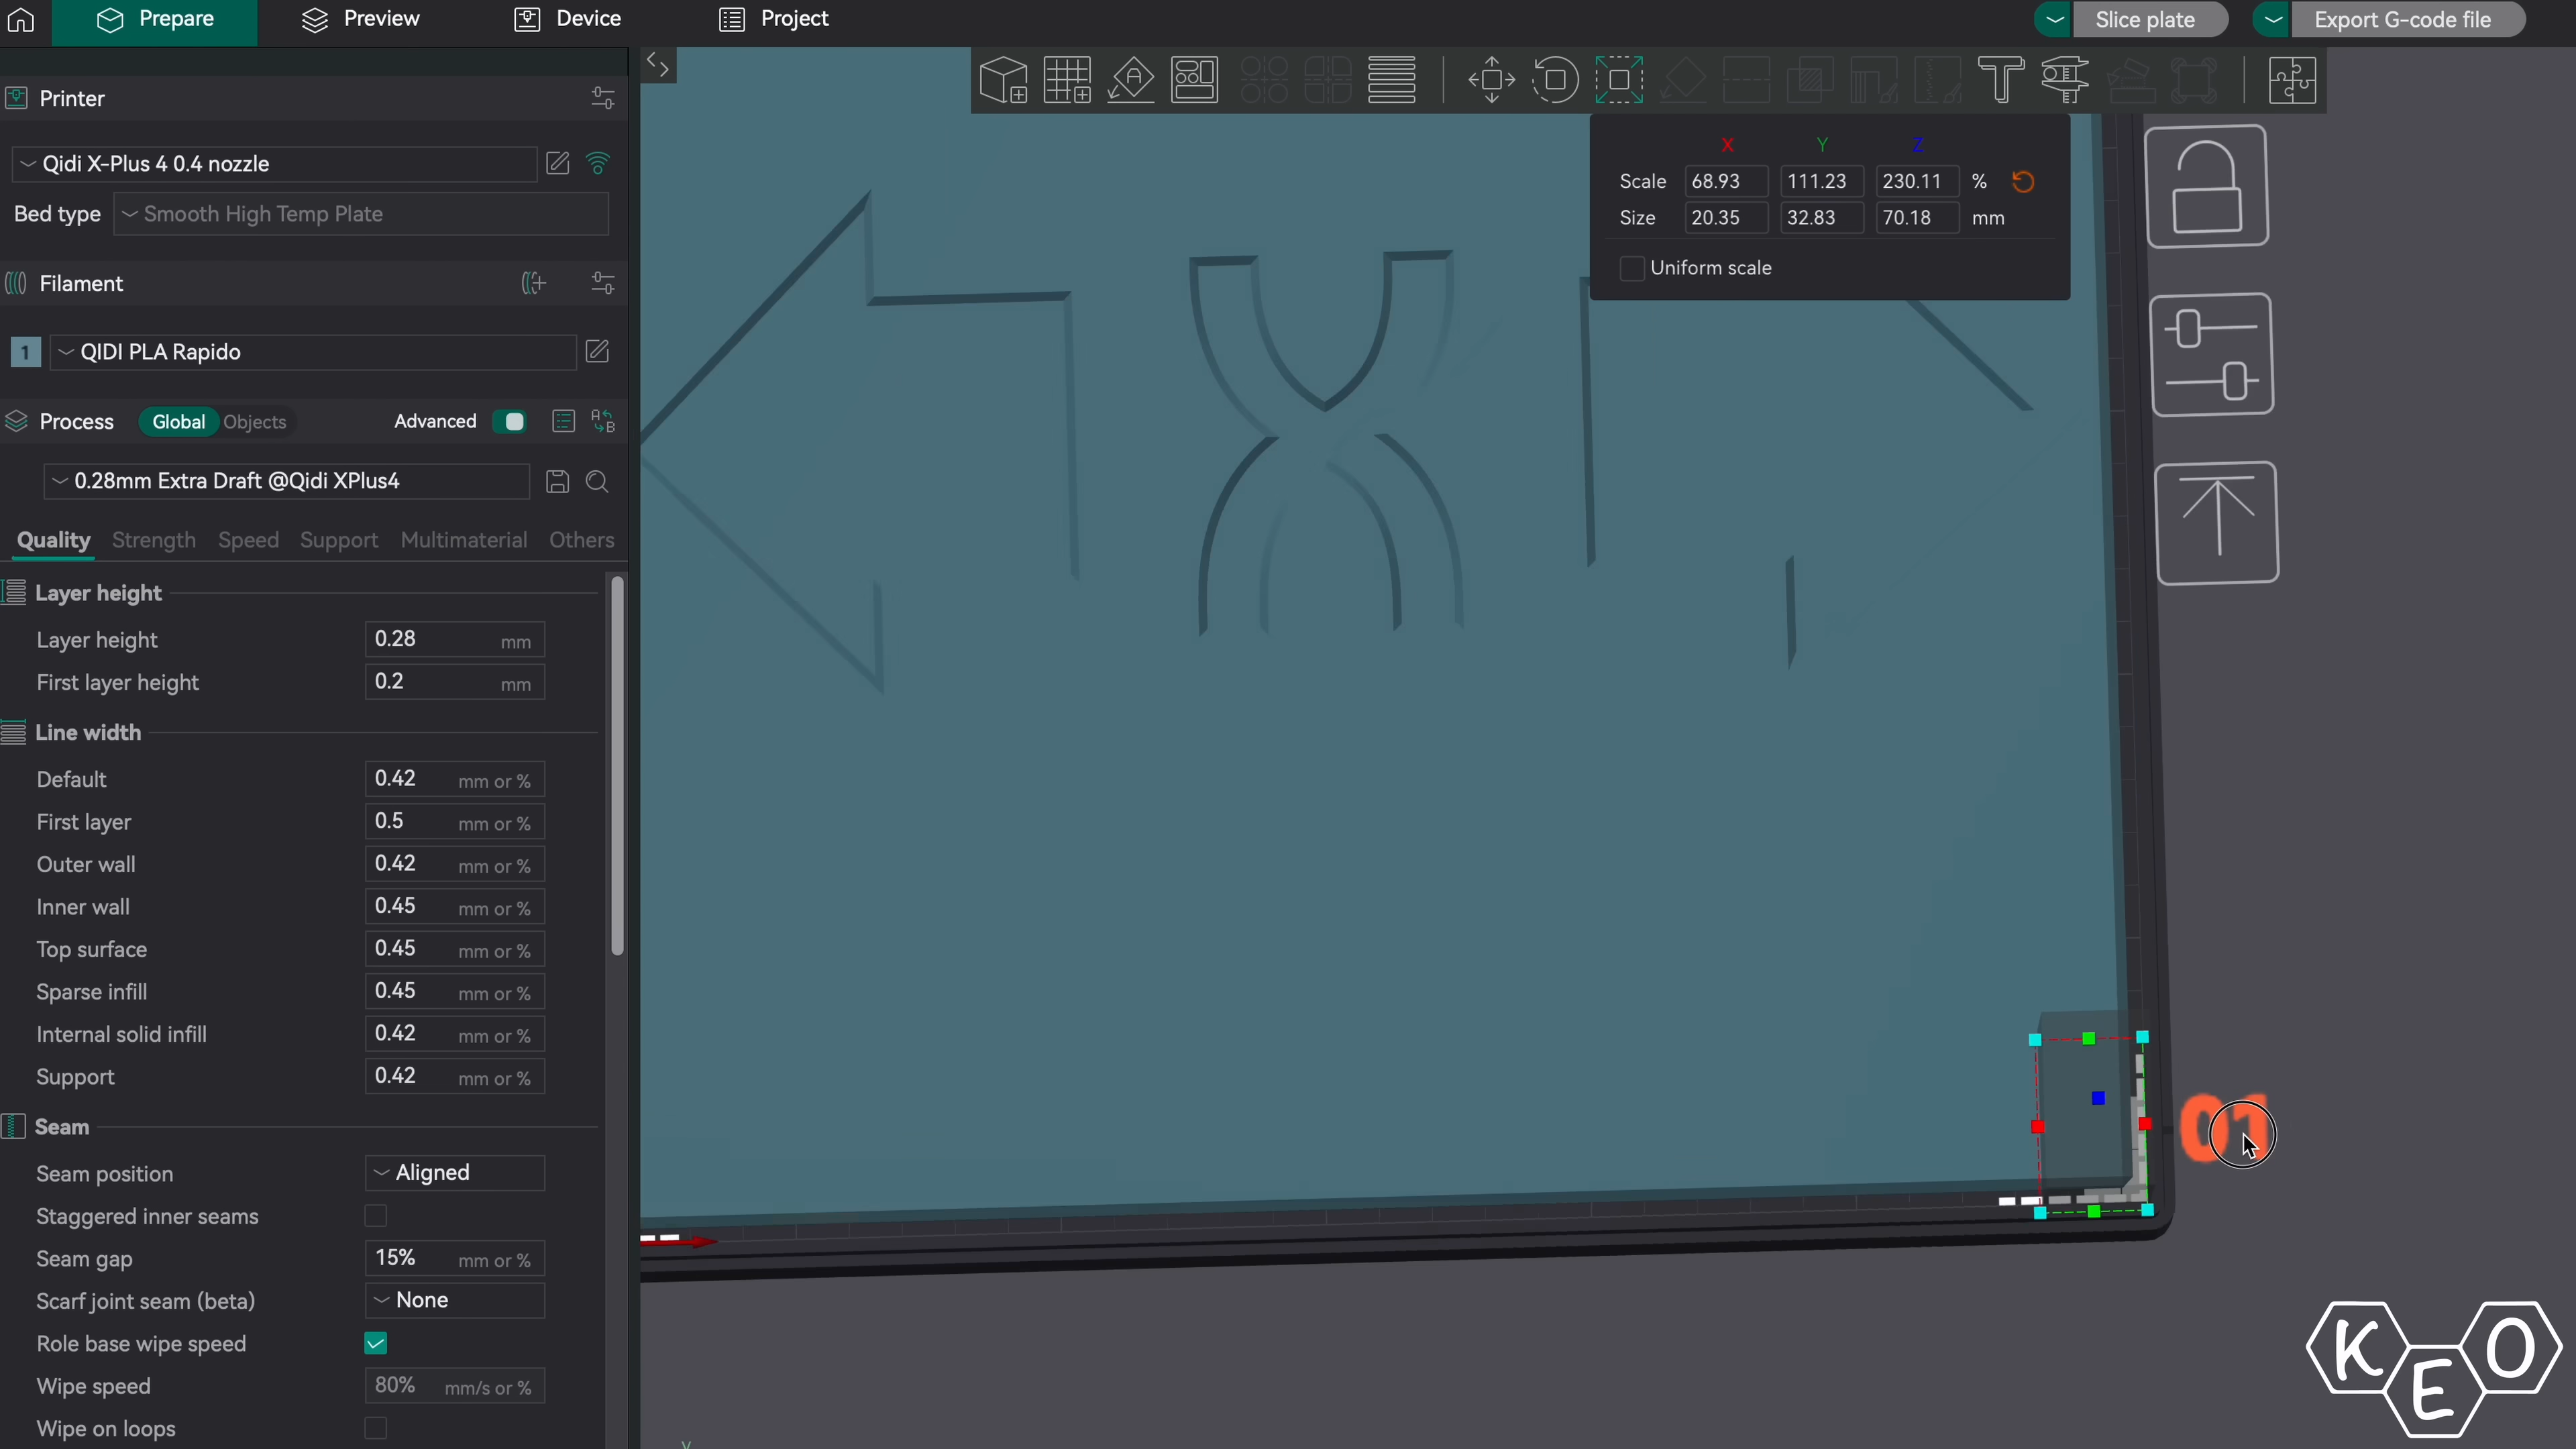 Prepare
Preview
Device
Project
Slice plate
Export G-code file
Printer
Qidi X-Plus 4 0.4 nozzle
Bed type
Smooth High Temp Plate
Filament
1
QIDI PLA Rapido
Process
Global
Objects
Advanced
0.28mm Extra Draft @Qidi XPlus4
Quality
Strength
Speed
Support
Multimaterial
Others
Layer height
Layer height 0.28 mm
First layer height 0.2 mm
Line width
Default 0.42 mm or %
First layer 0.5 mm or %
Outer wall 0.42 mm or %
Inner wall 0.45 mm or %
Top surface 0.45 mm or %
Sparse infill 0.45 mm or %
Internal solid infill 0.42 mm or %
Support 0.42 mm or %
Seam
Seam position Aligned
Staggered inner seams
Seam gap 15% mm or %
Scarf joint seam (beta) None
Role base wipe speed
Wipe speed 80% mm/s or %
Wipe on loops
X Y Z
Scale 68.93 111.23 230.11 %
Size 20.35 32.83 70.18 mm
Uniform scale
X
Y
01
KEO